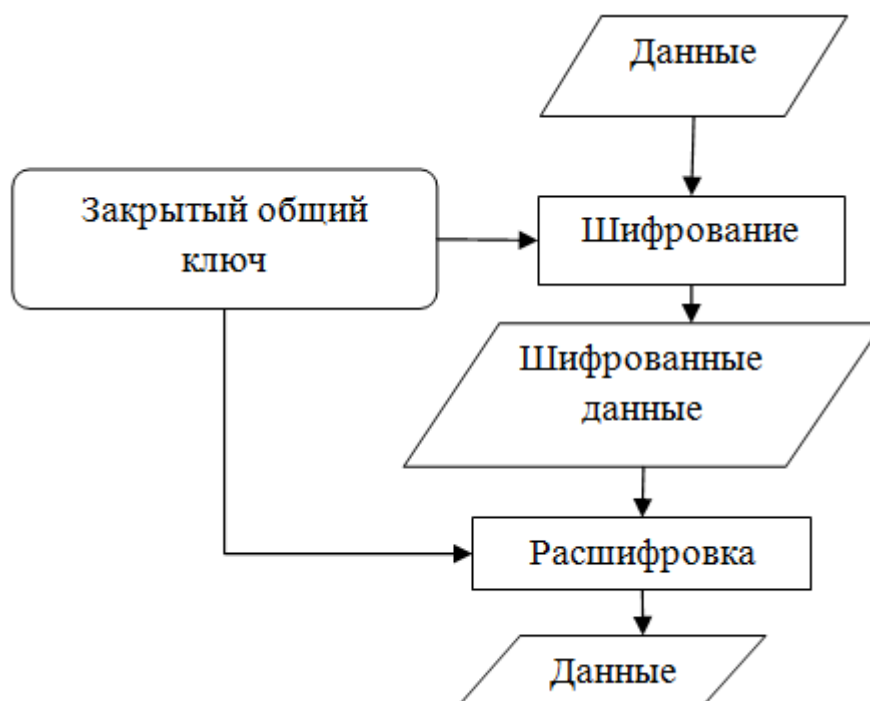 Данные
Закрытый общий
ключ
Шифрование
Шифрованные
данные
Расшифровка
Данные